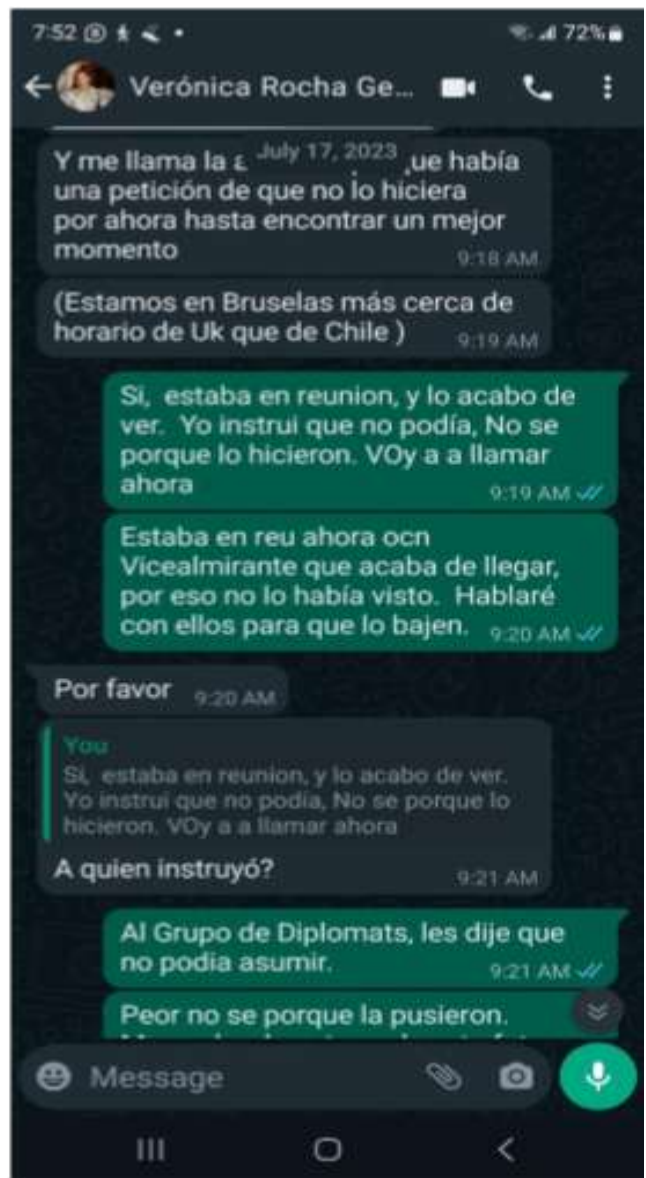 7:52
72%
Verónica Rocha Ge...
July 17, 2023
Y me llama la ue había
una petición de que no lo hiciera
por ahora hasta encontrar un mejor
momento
9:18 AM
(Estamos en Bruselas más cerca de
horario de Uk que de Chile )
9:19 AM
Si, estaba en reunion, y lo acabo de
ver. Yo instrui que no podía, No se
porque lo hicieron. VOy a a llamar
ahora
9:19 AM
Estaba en reu ahora ocn
Vicealmirante que acaba de llegar,
por eso no lo había visto. Hablaré
con ellos para que lo bajen.
9:20 AM
Por favor
9:20 AM
You
Si, estaba en reunion, y lo acabo de ver.
Yo instrui que no podía, No se porque lo
hicieron. VOy a a llamar ahora
A quien instruyó?
9:21 AM
Al Grupo de Diplomats, les dije que
no podia asumir.
9:21 AM
Peor no se porque la pusieron.
Message